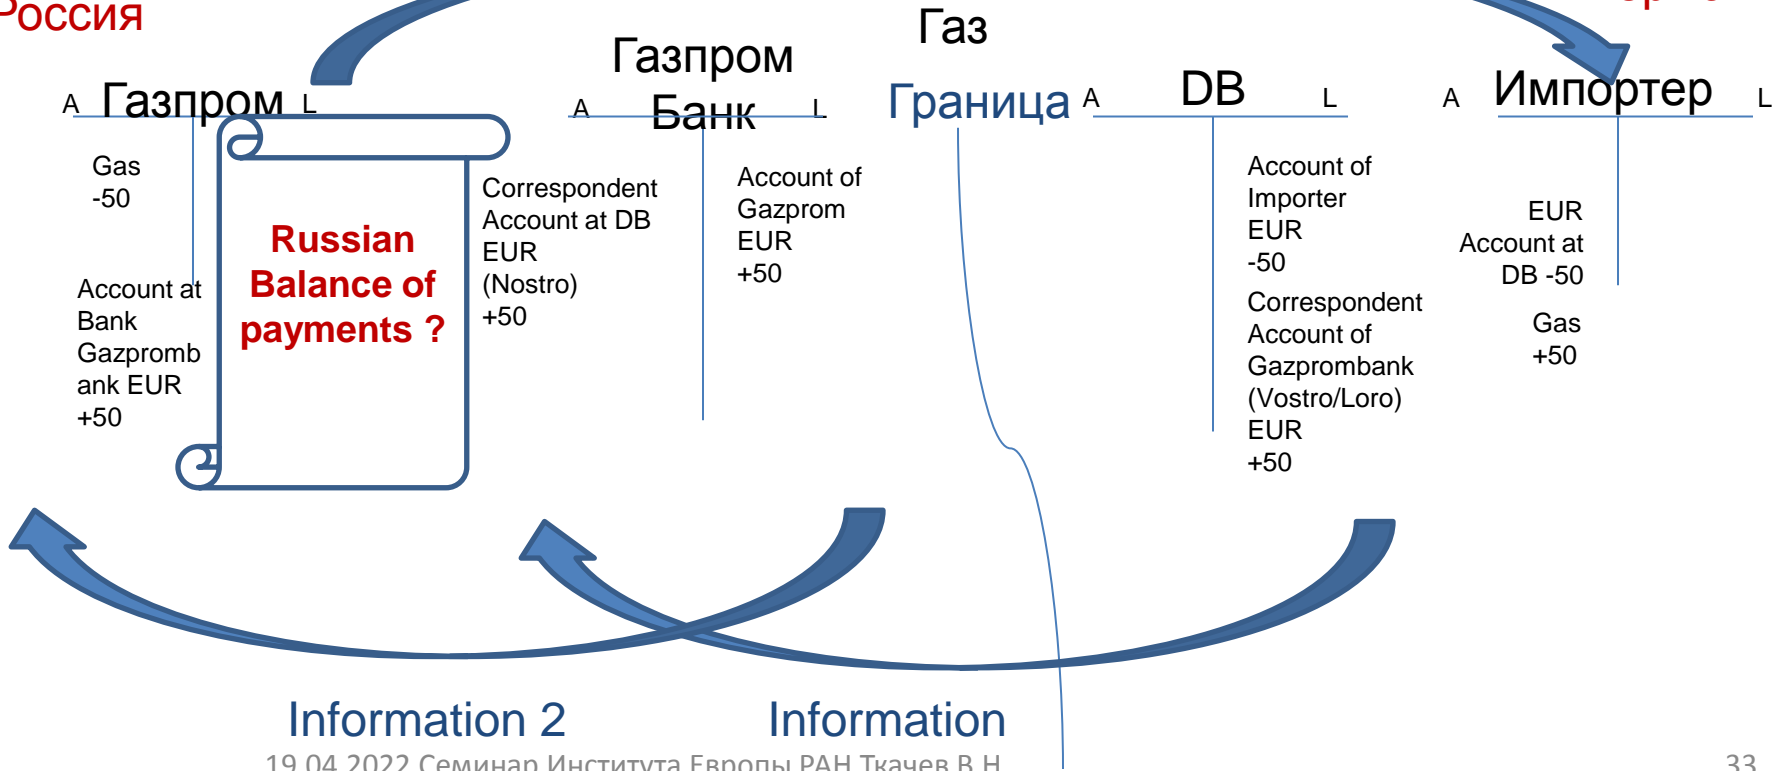 Россия
Газ
Газпром
Банк
Граница
A Газпром L
A L
A DB L
A Импортер L
Gas
-50
Account at
Bank
Gazpromb
ank EUR
+50
Russian
Balance of
payments ?
Correspondent
Account at DB
EUR
(Nostro)
+50
Account of
Gazprom
EUR
+50
Account of
Importer
EUR
-50
Correspondent
Account of
Gazprombank
(Vostro/Loro)
EUR
+50
EUR
Account at
DB -50
Gas
+50
Information 2
Information
19.04.2022 Семинар Института Европы РАН Ткачев В.Н.
33